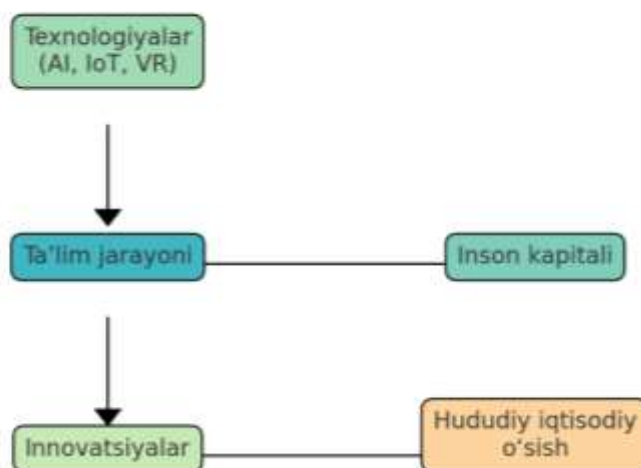 Texnologiyalar
(AI, IoT, VR)
Ta'lim jarayoni
Inson kapitali
Innovatsiyalar
Hududiy iqtisodiy
o‘sish